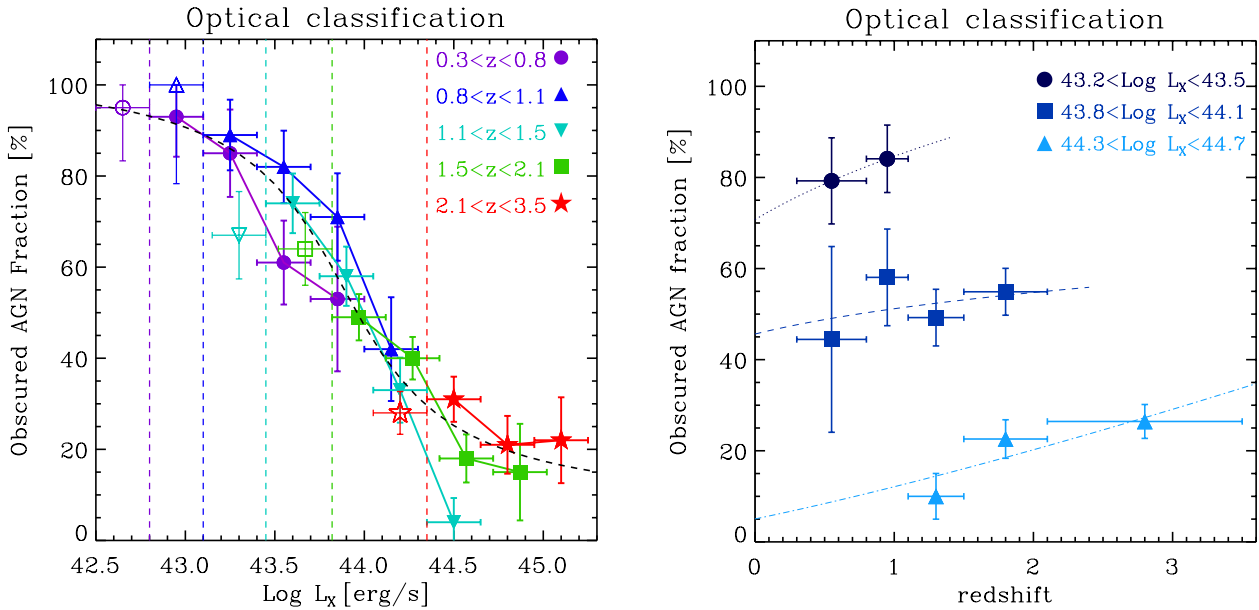 Optical classification
Obscured AGN Fraction [%]
100
80
60
40
20
0
0.3<z<0.8
0.8<z<1.1
1.1<z<1.5
1.5<z<2.1
2.1<z<3.5
42.5 43.0 43.5 44.0 44.5 45.0
Log LX [erg/s]
Optical classification
Obscured AGN fraction [%]
100
80
60
40
20
0
43.2<Log LX<43.5
43.8<Log LX<44.1
44.3<Log LX<44.7
0 1 2 3
redshift